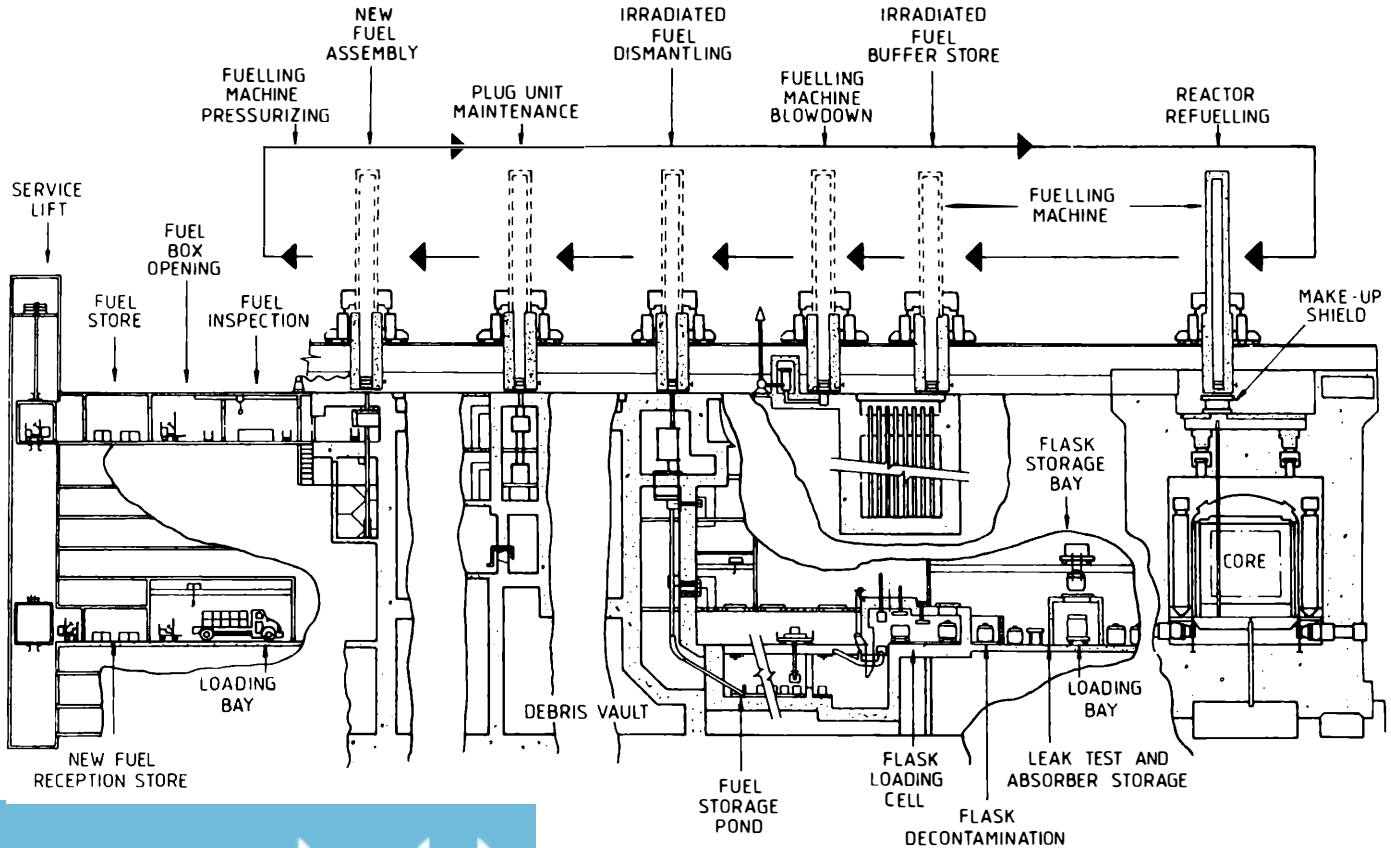 NEW
FUEL
ASSEMBLY
IRRADIATED
FUEL
DISMANTLING
IRRADIATED
FUEL
BUFFER STORE
FUELLING
MACHINE
PRESSURIZING
PLUG UNIT
MAINTENANCE
FUELLING
MACHINE
BLOWDOWN
REACTOR
REFUELLING
SERVICE
LIFT
FUELLING
MACHINE
FUEL
BOX
OPENING
FUEL
STORE
FUEL
INSPECTION
MAKE-UP
SHIELD
FLASK
STORAGE
BAY
CORE
LOADING
BAY
DEBRIS VAULT
LOADING
BAY
NEW FUEL
RECEPTION STORE
FUEL
STORAGE
POND
FLASK
LOADING
CELL
LEAK TEST AND
ABSORBER STORAGE
FLASK
DECONTAMINATION